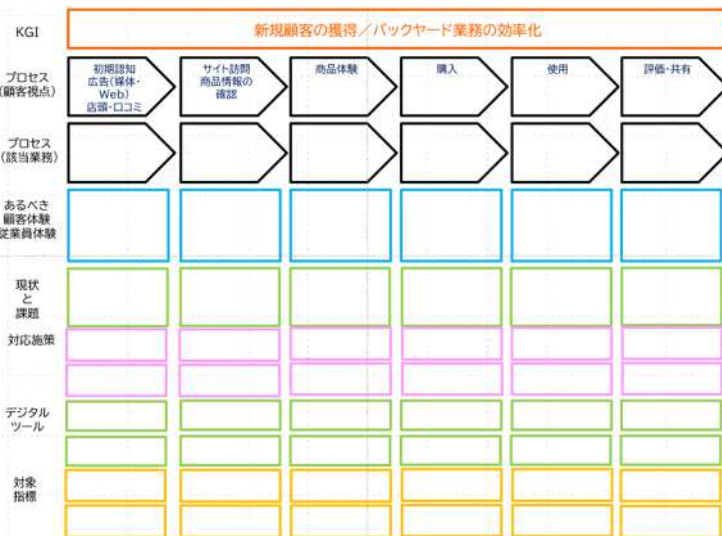 KGI
新規顧客の獲得／バックヤード業務の効率化
プロセス
(顧客視点)
初期認知
広告(媒体・
Web)
店頭・口コミ
サイト訪問
商品情報の
確認
商品体験
購入
使用
評価・共有
プロセス
(該当業務)
あるべき
顧客体験
従業員体験
現状
と
課題
対応施策
デジタル
ツール
対象
指標